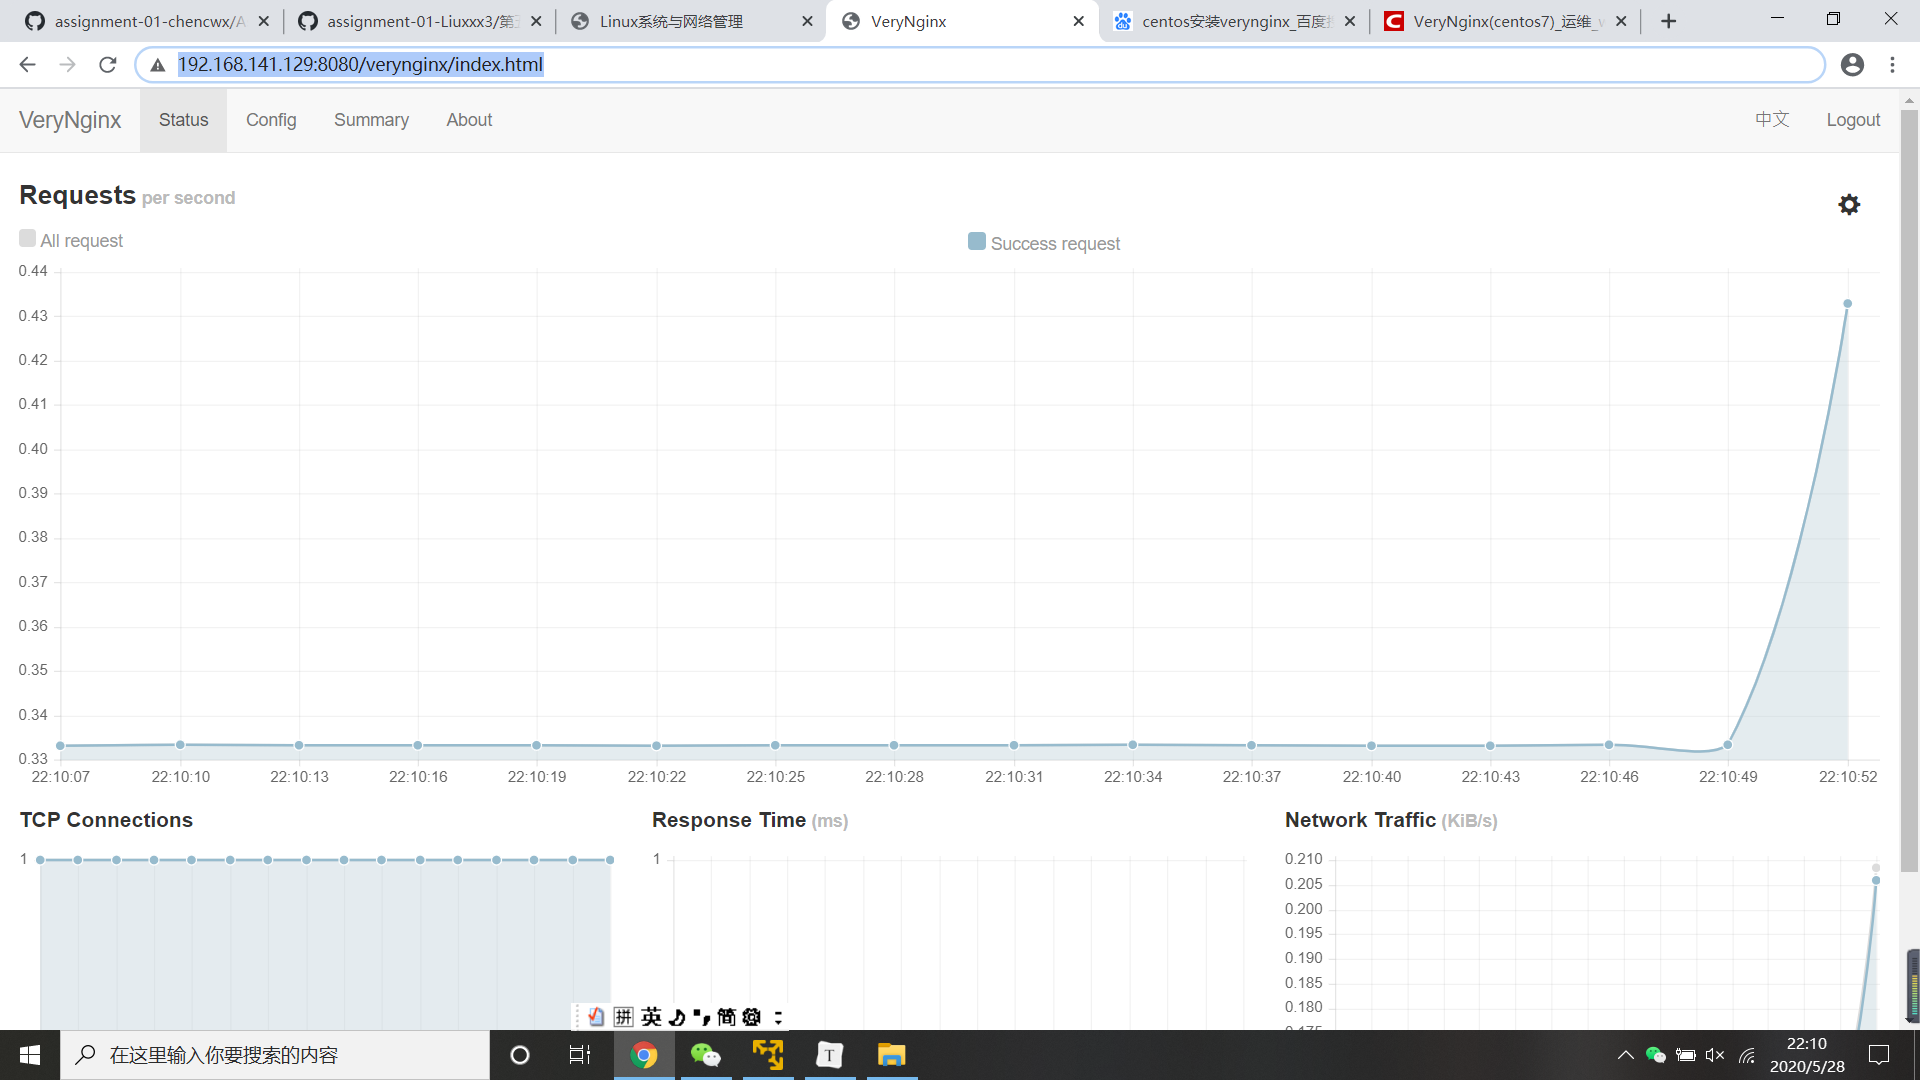 assignment-01-chencwx/A
assignment-01-Liuxxx3/第
Linux系统与网络管理
VeryNginx
centos安装verynginx_百度
VeryNginx(centos7)_运维_
192.168.141.129:8080/verynginx/index.html
VeryNginx
Status
Config
Summary
About
中文
Logout
Requests per second
All request
Success request
0.44
0.43
0.42
0.41
0.40
0.39
0.38
0.37
0.36
0.35
0.34
0.33
22:10:07 22:10:10 22:10:13 22:10:16 22:10:19 22:10:22 22:10:25 22:10:28 22:10:31 22:10:34 22:10:37 22:10:40 22:10:43 22:10:46 22:10:49 22:10:52
TCP Connections
1
Response Time (ms)
1
Network Traffic (KiB/s)
0.210
0.205
0.200
0.195
0.190
0.185
0.180
0.175
拼 英 简
在这里输入你要搜索的内容
T
22:10
2020/5/28